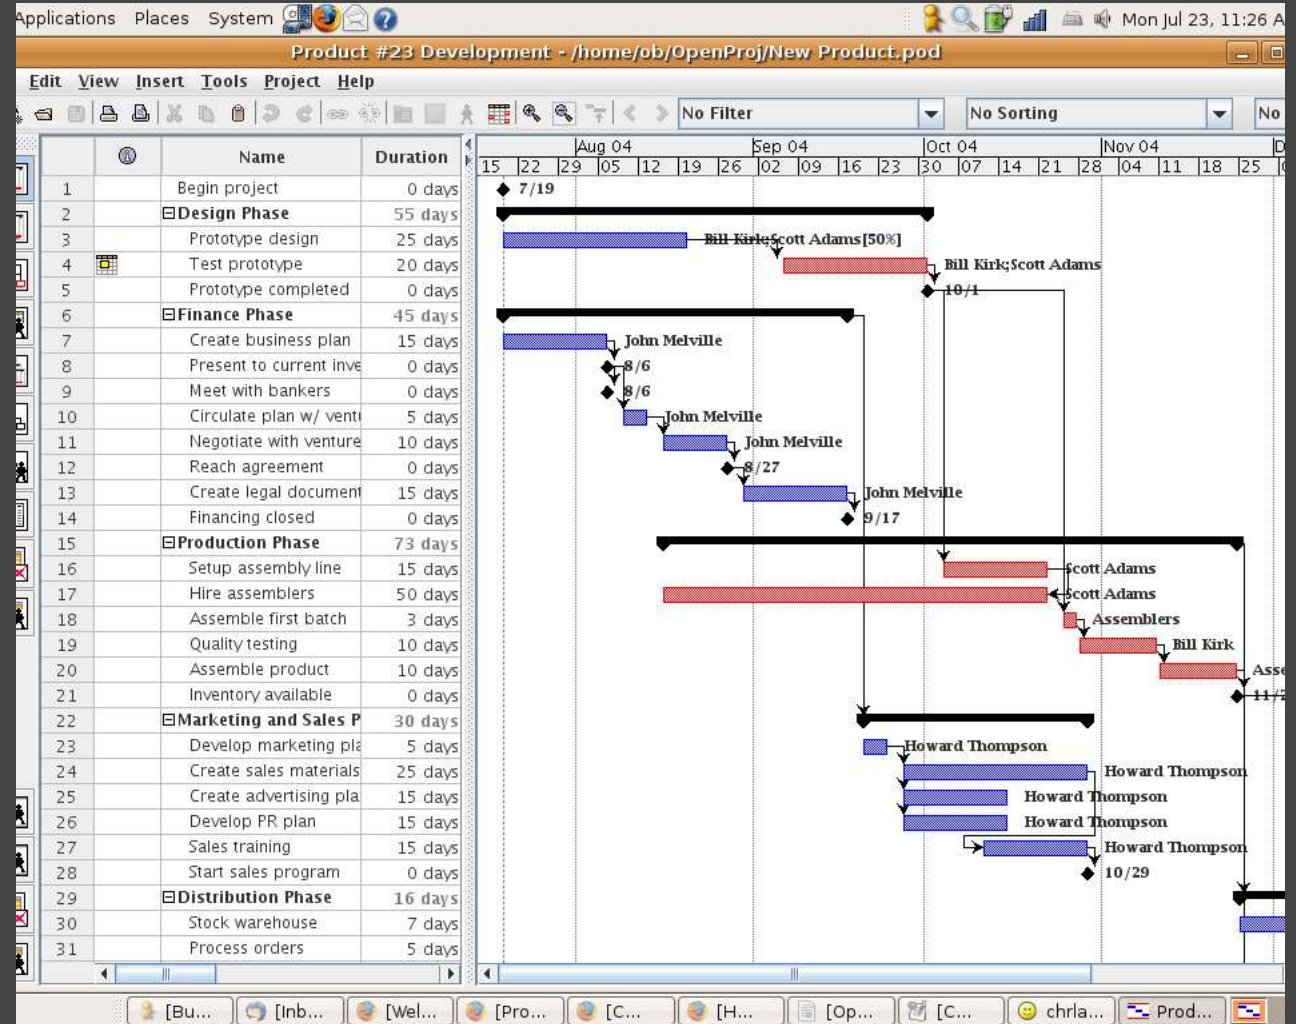 Applications Places System Mon Jul 23, 11:26 A
Product #23 Development - /home/ob/OpenProj/New Product.pod
Edit View Insert Tools Project Help
No Filter No Sorting No
Name Duration
Aug 04 Sep 04 Oct 04 Nov 04 D
15 22 29 05 12 19 26 02 09 16 23 30 07 14 21 28 04 11 18 25
1 Begin project 0 days 7/19
2 Design Phase 55 days
3 Prototype design 25 days Bill Kirk;Scott Adams[50%]
4 Test prototype 20 days Bill Kirk;Scott Adams
5 Prototype completed 0 days 10/1
6 Finance Phase 45 days
7 Create business plan 15 days John Melville
8 Present to current inve 0 days 8/6
9 Meet with bankers 0 days 8/6
10 Circulate plan w/ vent 5 days John Melville
11 Negotiate with venture 10 days John Melville
12 Reach agreement 0 days 8/27
13 Create legal document 15 days John Melville
14 Financing closed 0 days 9/17
15 Production Phase 73 days
16 Setup assembly line 15 days Scott Adams
17 Hire assemblers 50 days Scott Adams
18 Assemble first batch 3 days Assemblers
19 Quality testing 10 days Bill Kirk
20 Assemble product 10 days Asse
21 Inventory available 0 days 11/2
22 Marketing and Sales P 30 days
23 Develop marketing pla 5 days Howard Thompson
24 Create sales materials 25 days Howard Thompson
25 Create advertising pla 15 days Howard Thompson
26 Develop PR plan 15 days Howard Thompson
27 Sales training 15 days Howard Thompson
28 Start sales program 0 days 10/29
29 Distribution Phase 16 days
30 Stock warehouse 7 days
31 Process orders 5 days
[Bu... [Inb... [Wel... [Pro... [C... [H... [Op... [C... chrla... Prod...